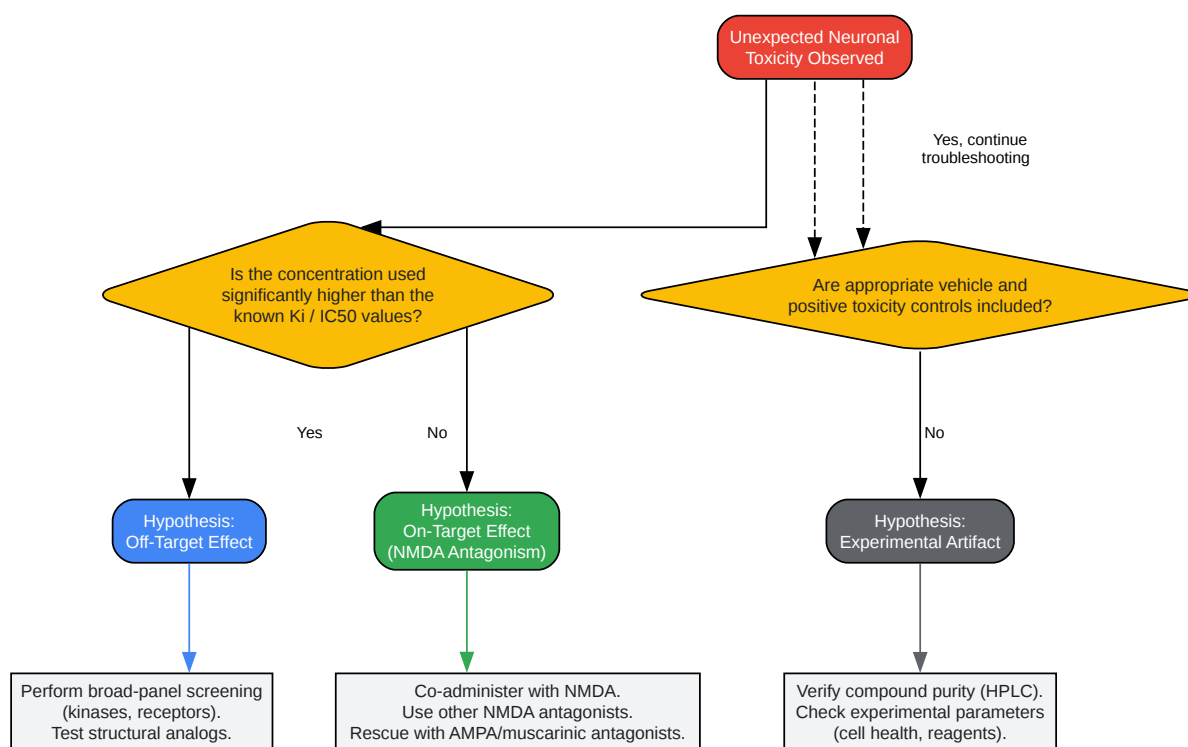 Unexpected Neuronal
Toxicity Observed
Yes, continue
troubleshooting
Is the concentration used
significantly higher than the
known Ki / IC50 values?
Are appropriate vehicle and
positive toxicity controls included?
Yes
No
No
Hypothesis:
Off-Target Effect
Hypothesis:
On-Target Effect
(NMDA Antagonism)
Hypothesis:
Experimental Artifact
Perform broad-panel screening
(kinases, receptors).
Test structural analogs.
Co-administer with NMDA.
Use other NMDA antagonists.
Rescue with AMPA/muscarinic antagonists.
Verify compound purity (HPLC).
Check experimental parameters
(cell health, reagents).